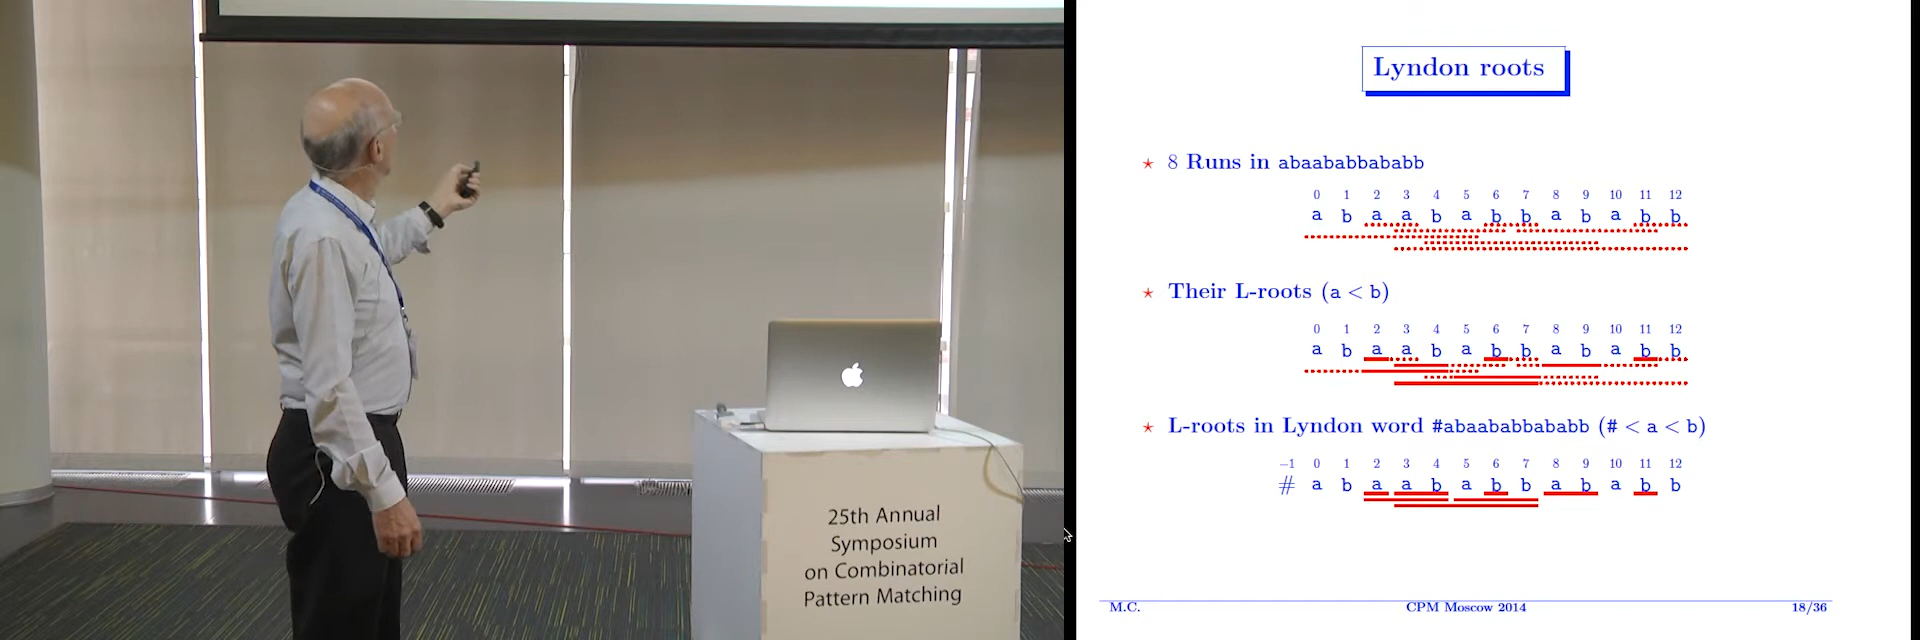 25th Annual
Symposium
on Combinatorial
Pattern Matching
Lyndon roots
⋆ 8 Runs in abaababbababb
0 1 2 3 4 5 6 7 8 9 10 11 12
a b a a b a b b a b a b b
⋆ Their L-roots (a < b)
0 1 2 3 4 5 6 7 8 9 10 11 12
a b a a b a b b a b a b b
⋆ L-roots in Lyndon word #abaababbababb (# < a < b)
−1 0 1 2 3 4 5 6 7 8 9 10 11 12
# a b a a b a b b a b a b b
M.C. CPM Moscow 2014 18/36